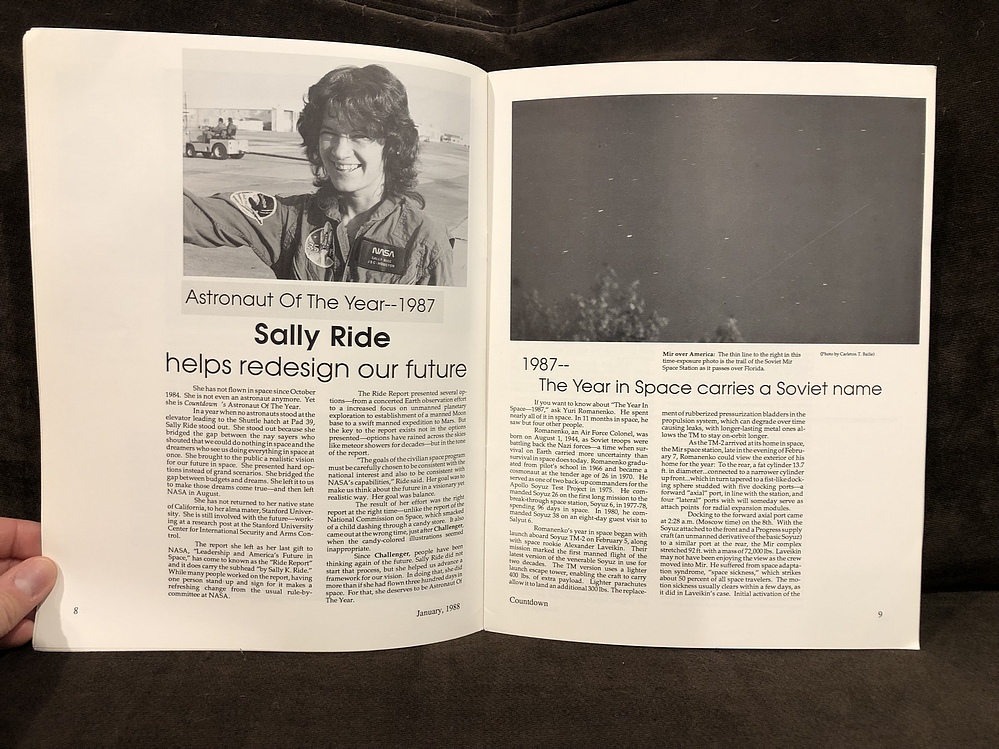 NASA
SALLY RIDE
Astronaut Of The Year--1987
Sally Ride
helps redesign our future
She has not flown in space since October
1984. She is not even an astronaut anymore. Yet
she is Countdown 's Astronaut Of The Year.
In a year when no astronauts stood at the
elevator leading to the Shuttle hatch at Pad 39,
Sally Ride stood out. She stood out because she
bridged the gap between the nay sayers who
shouted that we could do nothing in space and the
dreamers who see us doing everything in space at
once. She brought to the public a realistic vision
for our future in space. She presented hard op-
tions instead of grand scenarios. She bridged the
gap between budgets and dreams. She left it to us
to make those dreams come true—and then left
NASA in August.
She has not returned to her native state
of California, to her alma mater, Stanford Univer-
sity. She is still involved with the future—work-
ing at a research post at the Stanford University
Center for International Security and Arms Con-
trol.
The report she left as her last gift to
NASA, "Leadership and America's Future in
Space," has come to known as the "Ride Report"
and it does carry the subhead "by Sally K. Ride."
While many people worked on the report, having
one person stand up and sign for it makes a
refreshing change from the usual rule-by-
committee at NASA.
The Ride Report presented several op-
tions—from a concerted Earth observation effort
to a increased focus on unmanned planetary
exploration to establishment of a manned Moon
base to a swift manned expedition to Mars. But
the key to the report exists not in the options
presented—options have rained across the skies
like meteor showers for decades—but in the tone
of the report.
"The goals of the civilian space program
must be carefully chosen to be consistent with the
national interest and also to be consistent with
NASA's capabilities," Ride said. Her goal was to
make us think about the future in a visionary yet
realistic way. Her goal was balance.
The result of her effort was the right
report at the right time—unlike the report of the
National Commission on Space, which smacked
of a child dashing through a candy store. It also
came out at the wrong time, just after Challenger,
when the candy-colored illustrations seemed
inappropriate.
Since Challenger, people have been
thinking again of the future. Sally Ride did not
start that process, but she helped us advance a
framework for our vision. In doing that, she did
more than if she had flown three hundred days in
space. For that, she deserves to be Astronaut Of
The Year.
8
January, 1988
Mir over America: The thin line to the right in this
time-exposure photo is the trail of the Soviet Mir
Space Station as it passes over Florida.
(Photo by Carleton T. Bailie)
1987--
The Year in Space carries a Soviet name
If you want to know about "The Year In
Space—1987," ask Yuri Romanenko. He spent
nearly all of it in space. In 11 months in space, he
saw but four other people.
Romanenko, an Air Force Colonel, was
born on August 1, 1944, as Soviet troops were
battling back the Nazi forces—a time when sur-
vival on Earth carried more uncertainty than
survival in space does today. Romanenko gradu-
ated from pilot's school in 1966 and became a
cosmonaut at the tender age of 26 in 1970. He
served as one of two back-up commanders for the
Apollo Soyuz Test Project in 1975. He com-
manded Soyuz 26 on the first long mission to the
break-through space station, Soyuz 6, in 1977-78,
spending 96 days in space. In 1980, he com-
manded Soyuz 38 on an eight-day guest visit to
Salyut 6.
Romanenko's year in space began with
launch aboard Soyuz TM-2 on February 5, along
with space rookie Alexander Laveikin. Their
mission marked the first manned flight of the
latest version of the venerable Soyuz in use for
two decades. The TM version uses a lighter
launch escape tower, enabling the craft to carry
400 lbs. of extra payload. Lighter parachutes
allow it to land an additional 300 lbs. The replace-
ment of rubberized pressurization bladders in the
propulsion system, which can degrade over time
causing leaks, with longer-lasting metal ones al-
lows the TM to stay on-orbit longer.
As the TM-2 arrived at its home in space,
the Mir space station, late in the evening of Febru-
ary 7, Romanenko could view the exterior of his
home for the year: To the rear, a fat cylinder 13.7
ft. in diameter...connected to a narrower cylinder
up front...which in turn tapered to a fist-like dock-
ing sphere studded with five docking ports—a
forward "axial" port, in line with the station, and
four "lateral" ports with will someday serve as
attach points for radial expansion modules.
Docking to the forward axial port came
at 2:28 a.m. (Moscow time) on the 8th. With the
Soyuz attached to the front and a Progress supply
craft (an unmanned derivative of the basic Soyuz)
to a similar port at the rear, the Mir complex
stretched 92 ft. with a mass of 72,000 lbs. Laveikin
may not have been enjoying the view as the crew
moved into Mir. He suffered from space adapta-
tion syndrome, "space sickness," which strikes
about 50 percent of all space travelers. The mo-
tion sickness usually clears within a few days, as
it did in Laveikin's case. Initial activation of the
Countdown
9